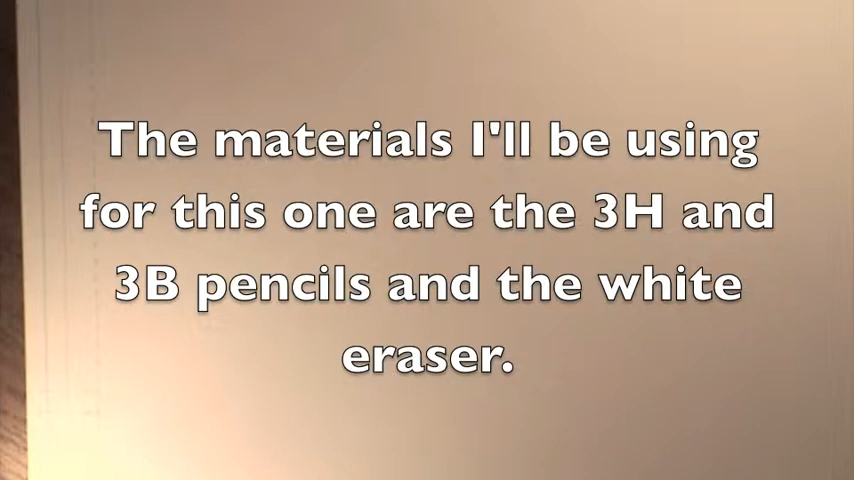 The materials I'll be using
for this one are the 3H and
3B pencils and the white
eraser.